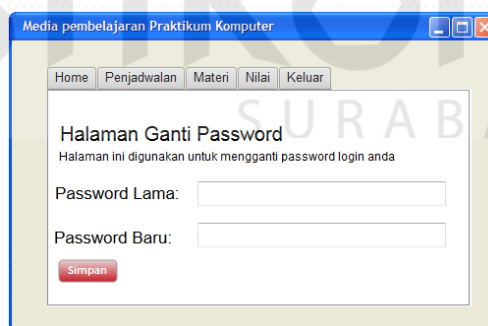 Media pembelajaran Praktikum Komputer
Home Penjadwalan Materi Nilai Keluar
SURABA
Halaman Ganti Password
Halaman ini digunakan untuk mengganti password login anda
Password Lama:
Password Baru:
Simpan